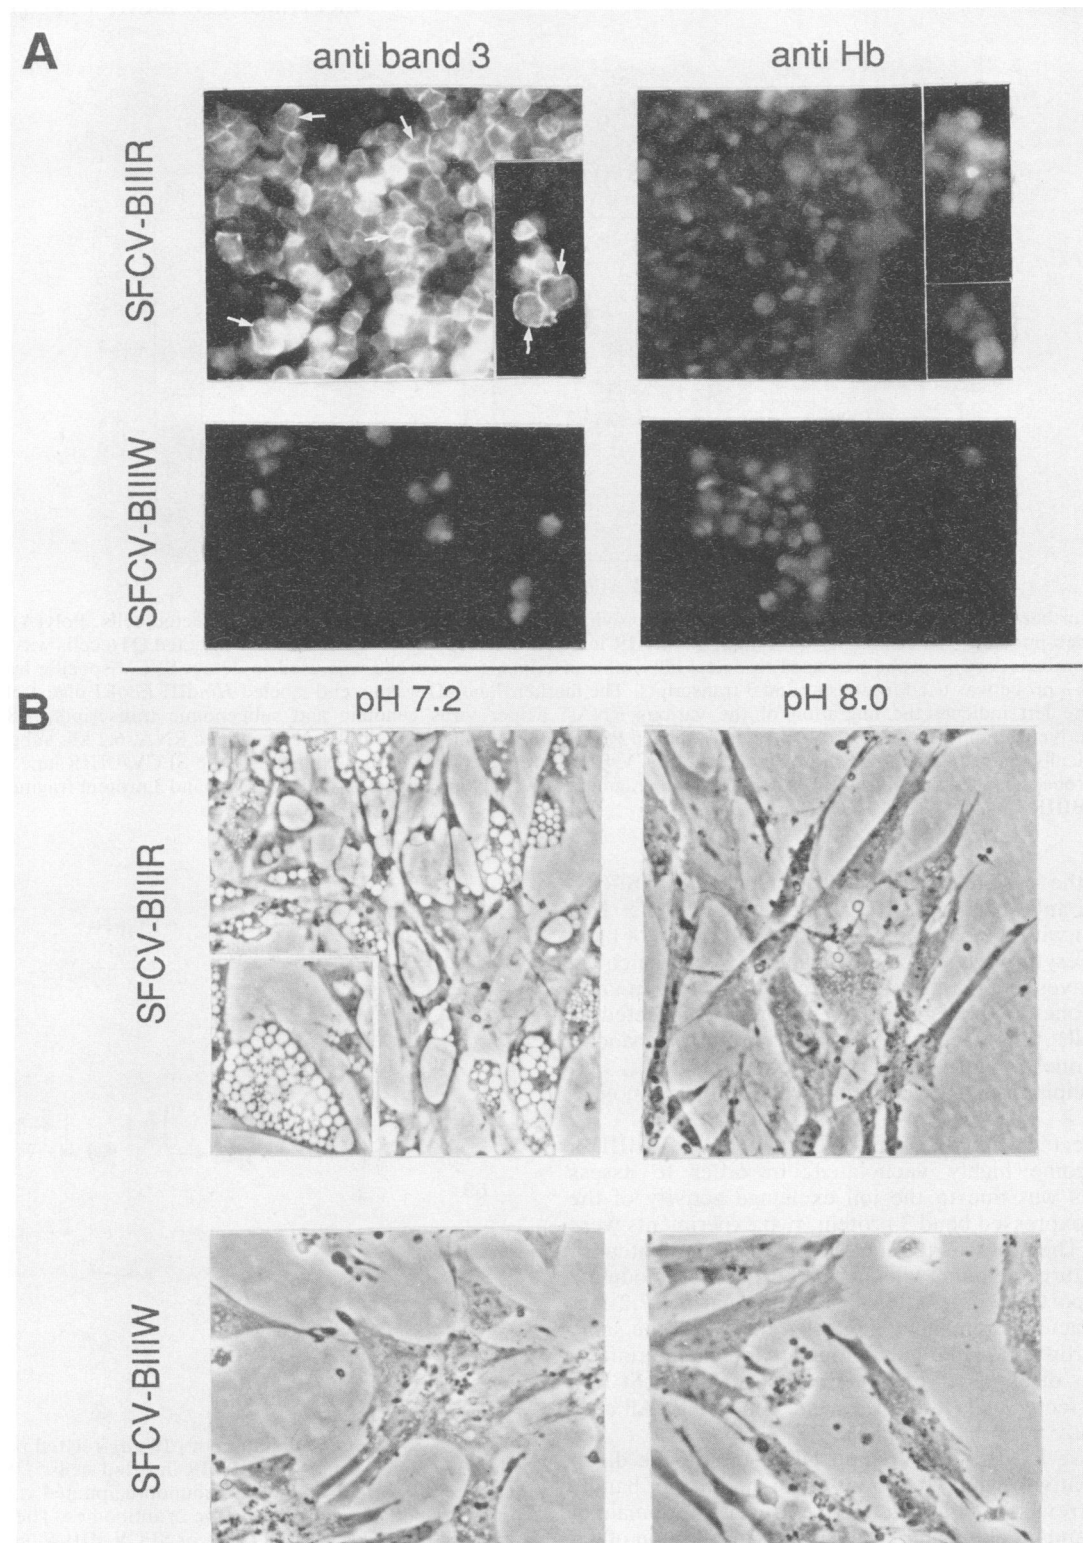 A
anti band 3
anti Hb
SFCV-BIIIR
SFCV-BIIIW
B
pH 7.2
pH 8.0
SFCV-BIIIR
SFCV-BIIIW